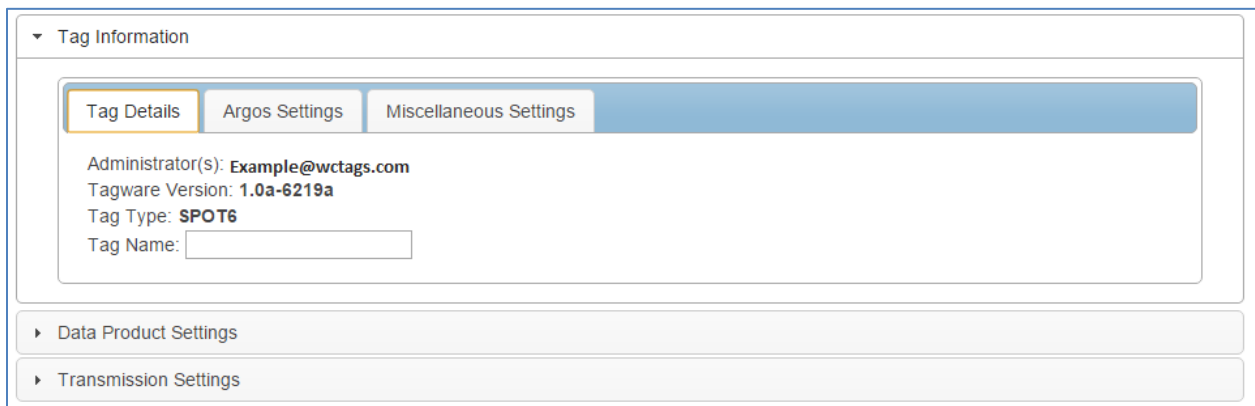 Tag Information
Tag Details Argos Settings Miscellaneous Settings
Administrator(s): Example@wctags.com
Tagware Version: 1.0a-6219a
Tag Type: SPOT6
Tag Name:
Data Product Settings
Transmission Settings